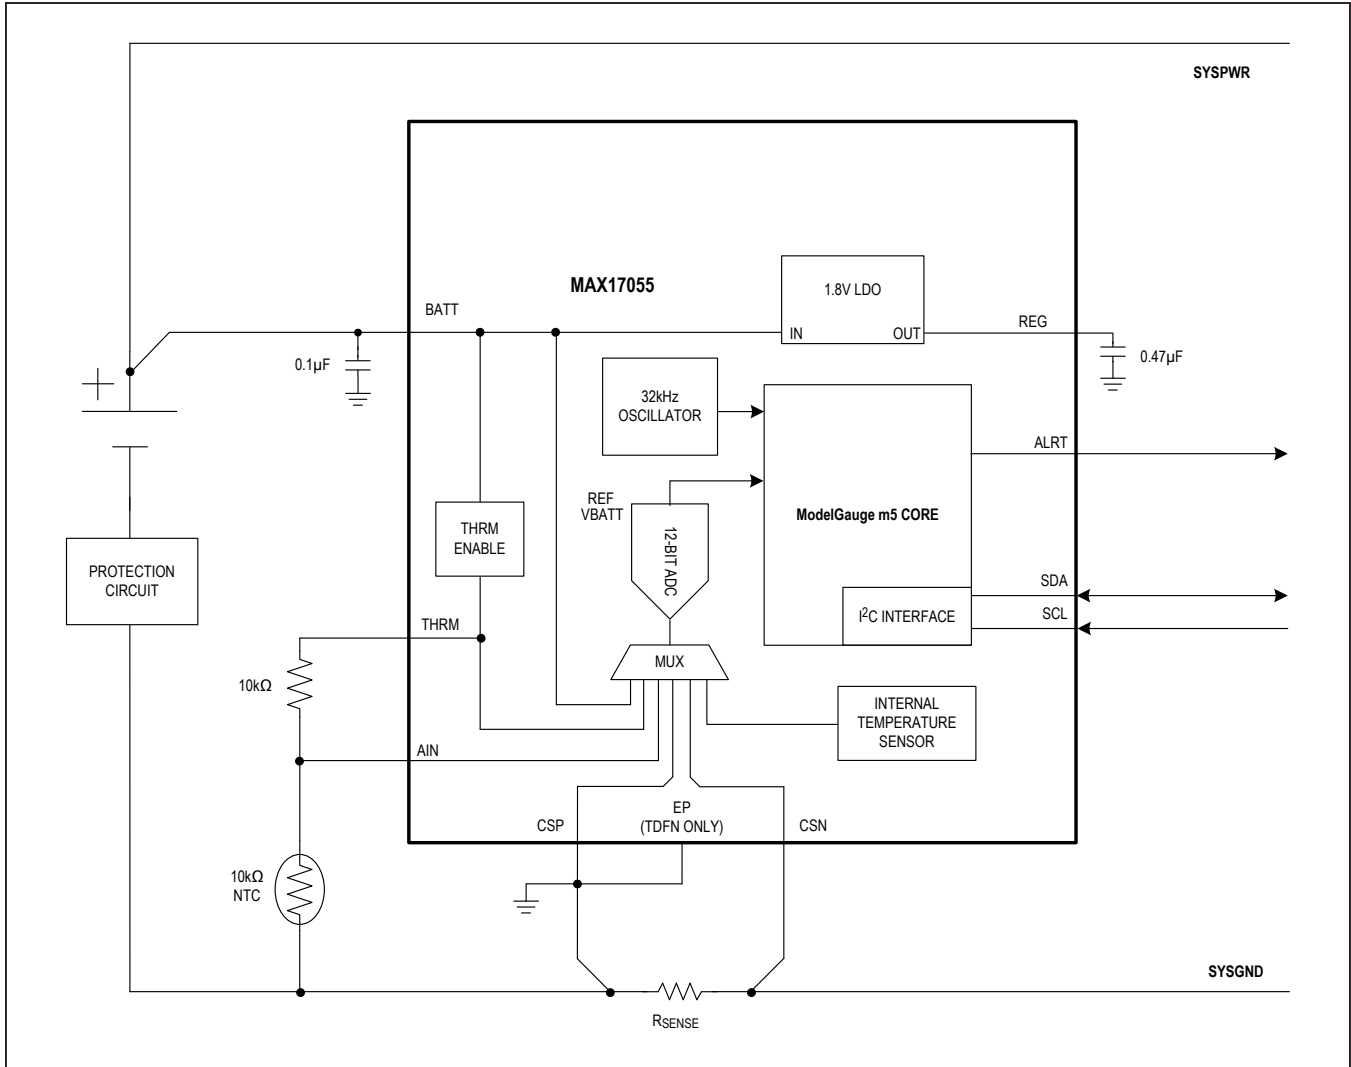 SYSPWR
MAX17055
1.8V LDO
BATT
IN
OUT
REG
0.1µF
0.47µF
32kHz
OSCILLATOR
ALRT
REF
VBATT
12-BIT ADC
ModelGauge m5 CORE
THRM
ENABLE
PROTECTION
CIRCUIT
SDA
I²C INTERFACE
SCL
THRM
MUX
10kΩ
INTERNAL
TEMPERATURE
SENSOR
AIN
EP
(TDFN ONLY)
CSP
CSN
10kΩ
NTC
SYSGND
RSENSE